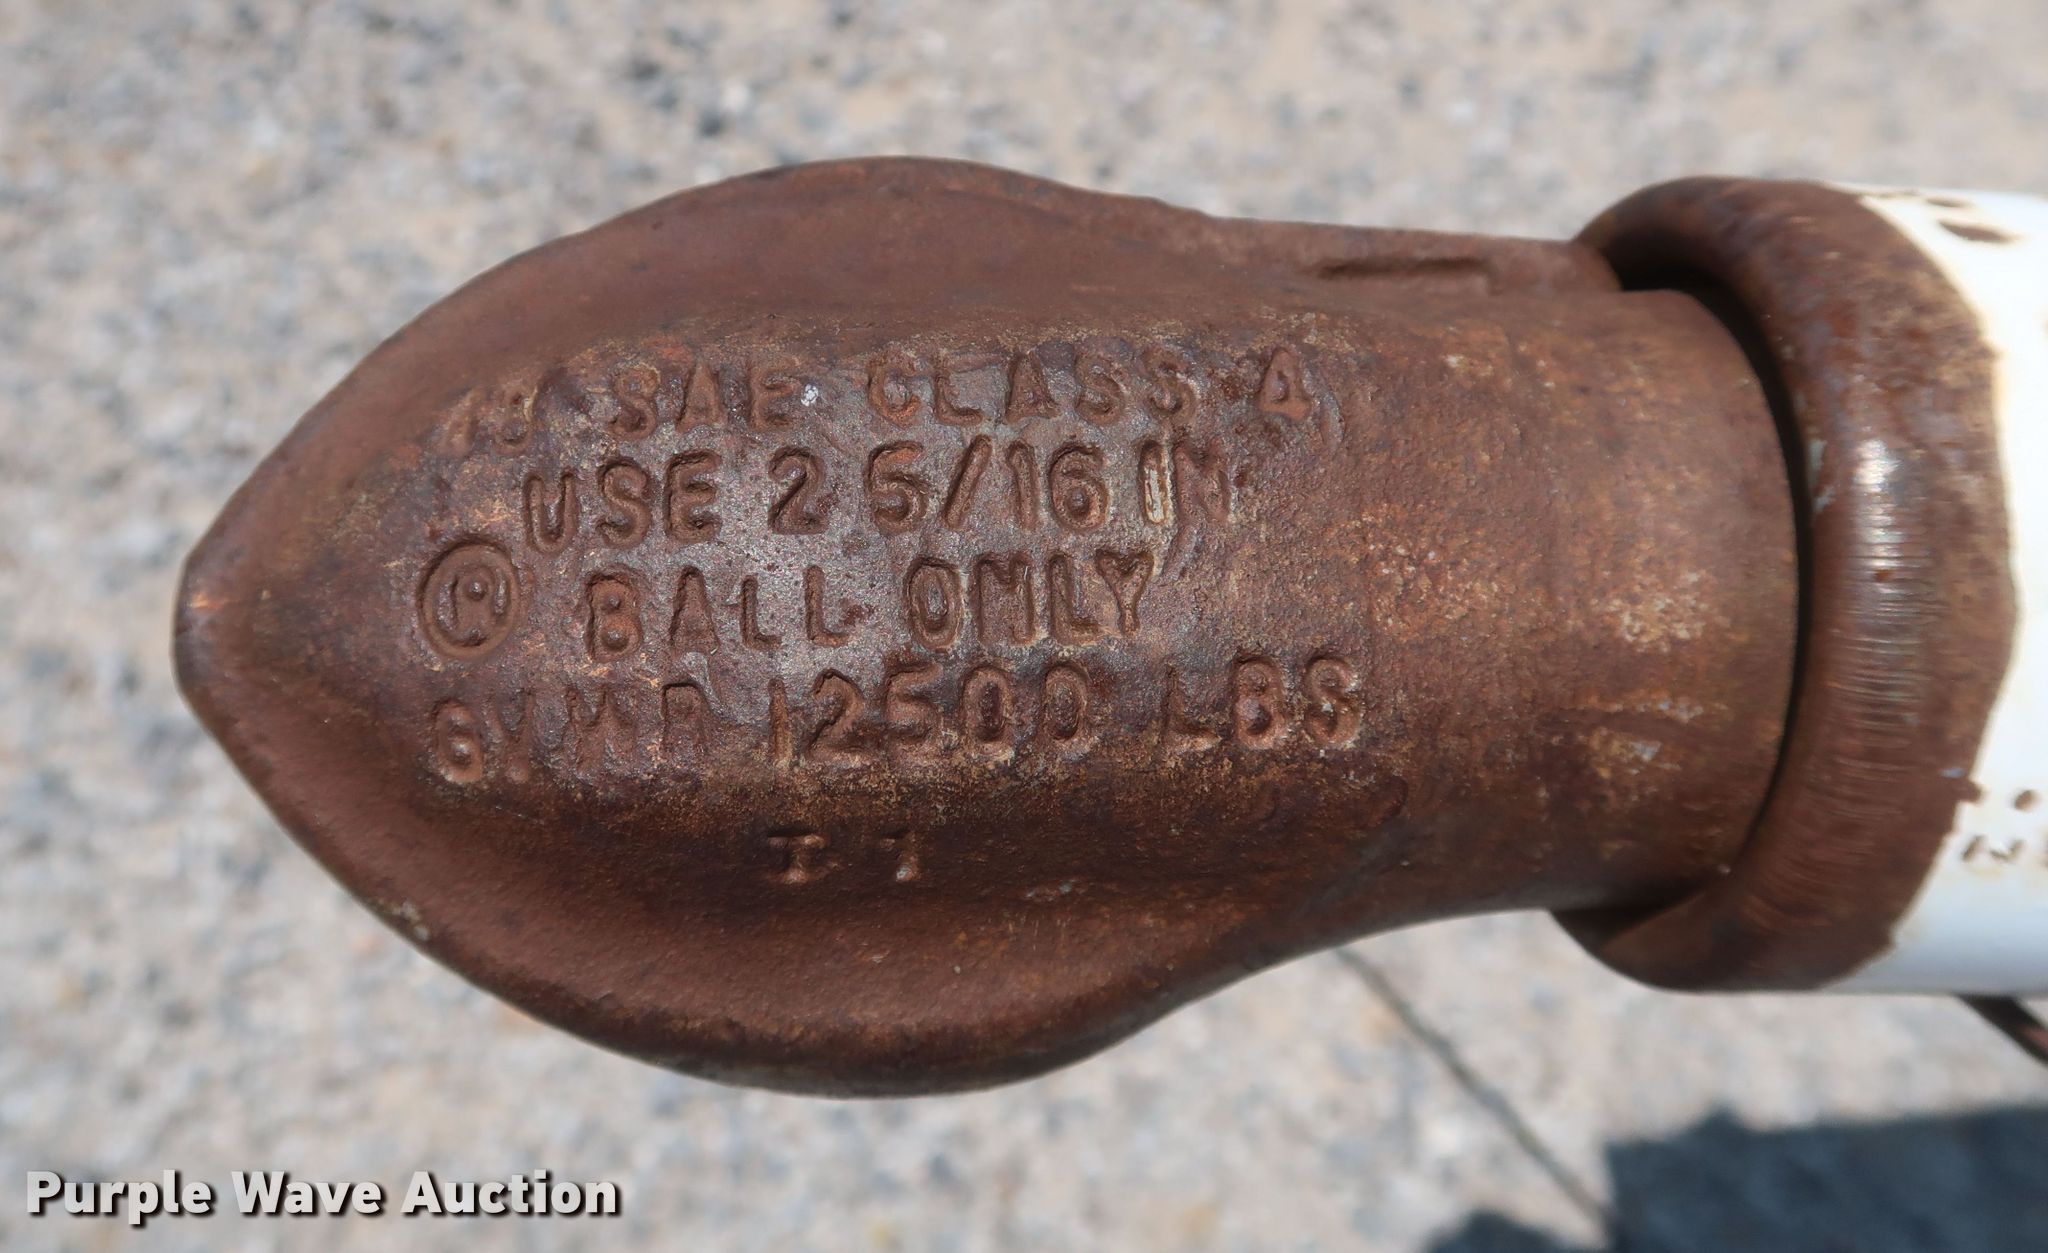 SAE CLASS 4
USE 2 5/16 IN
® BALL ONLY
12500 LBS
Purple Wave Auction